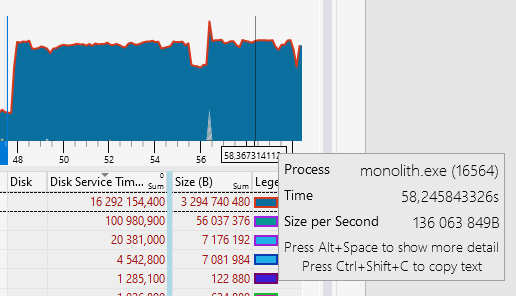 48 50 52 54 56 58,367314112
Disk Disk Service Tim... 0 Sum Size (B) Sum Lege
16 292 154,400 3 294 740 480
100 980,900 56 037 376
20 381,000 7 176 192
4 542,800 7 081 984
1 285,100 122 880
Process monolith.exe (16564)
Time 58,245843326s
Size per Second 136 063 849B
Press Alt+Space to show more detail
Press Ctrl+Shift+C to copy text